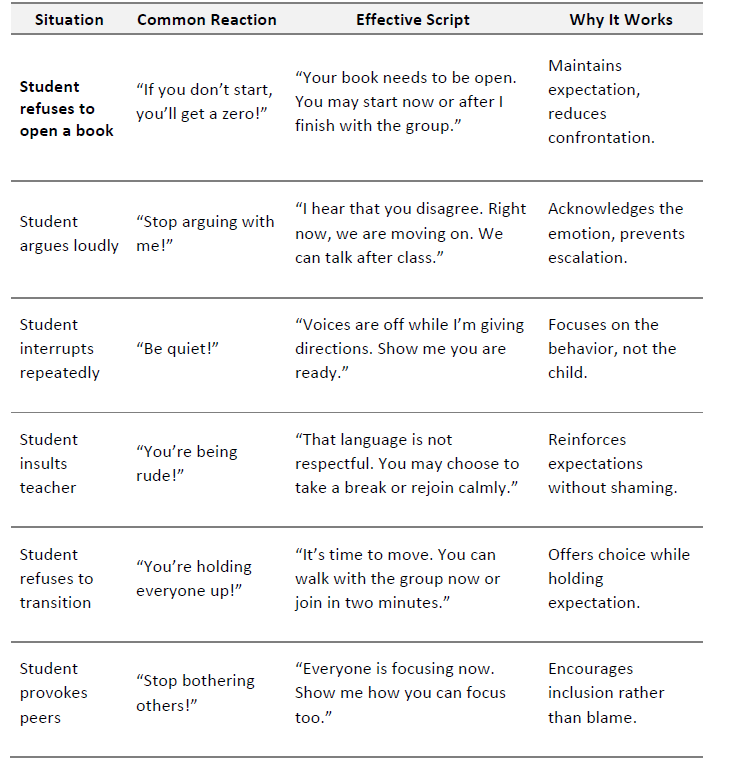 Situation Common Reaction Effective Script Why It Works
Student
refuses to
open a book
“If you don’t start,
you’ll get a zero!”
“Your book needs to be open.
You may start now or after I
finish with the group.”
Maintains
expectation,
reduces
confrontation.
Student
argues loudly
“Stop arguing with
me!”
“I hear that you disagree. Right
now, we are moving on. We
can talk after class.”
Acknowledges the
emotion, prevents
escalation.
Student
interrupts
repeatedly
“Be quiet!”
“Voices are off while I’m giving
directions. Show me you are
ready.”
Focuses on the
behavior, not the
child.
Student
insults
teacher
“You’re being
rude!”
“That language is not
respectful. You may choose to
take a break or rejoin calmly.”
Reinforces
expectations
without shaming.
Student
refuses to
transition
“You’re holding
everyone up!”
“It’s time to move. You can
walk with the group now or
join in two minutes.”
Offers choice while
holding
expectation.
Student
provokes
peers
“Stop bothering
others!”
“Everyone is focusing now.
Show me how you can focus
too.”
Encourages
inclusion rather
than blame.